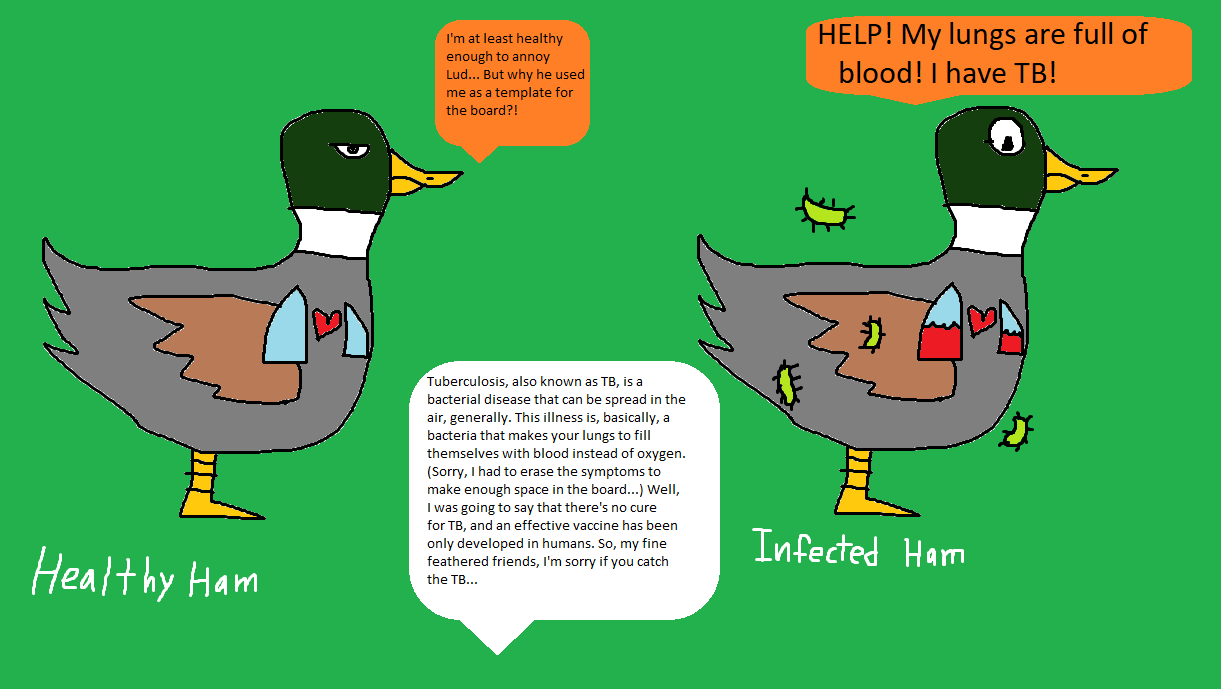 I'm at least healthy
enough to annoy
Lud... But why he used
me as a template for
the board?!
HELP! My lungs are full of
blood! I have TB!
Tuberculosis, also known as TB, is a
bacterial disease that can be spread in the
air, generally. This illness is, basically, a
bacteria that makes your lungs to fill
themselves with blood instead of oxygen.
(Sorry, I had to erase the symptoms to
make enough space in the board...) Well,
I was going to say that there's no cure
for TB, and an effective vaccine has been
only developed in humans. So, my fine
feathered friends, I'm sorry if you catch
the TB...
Healthy Ham
Infected Ham